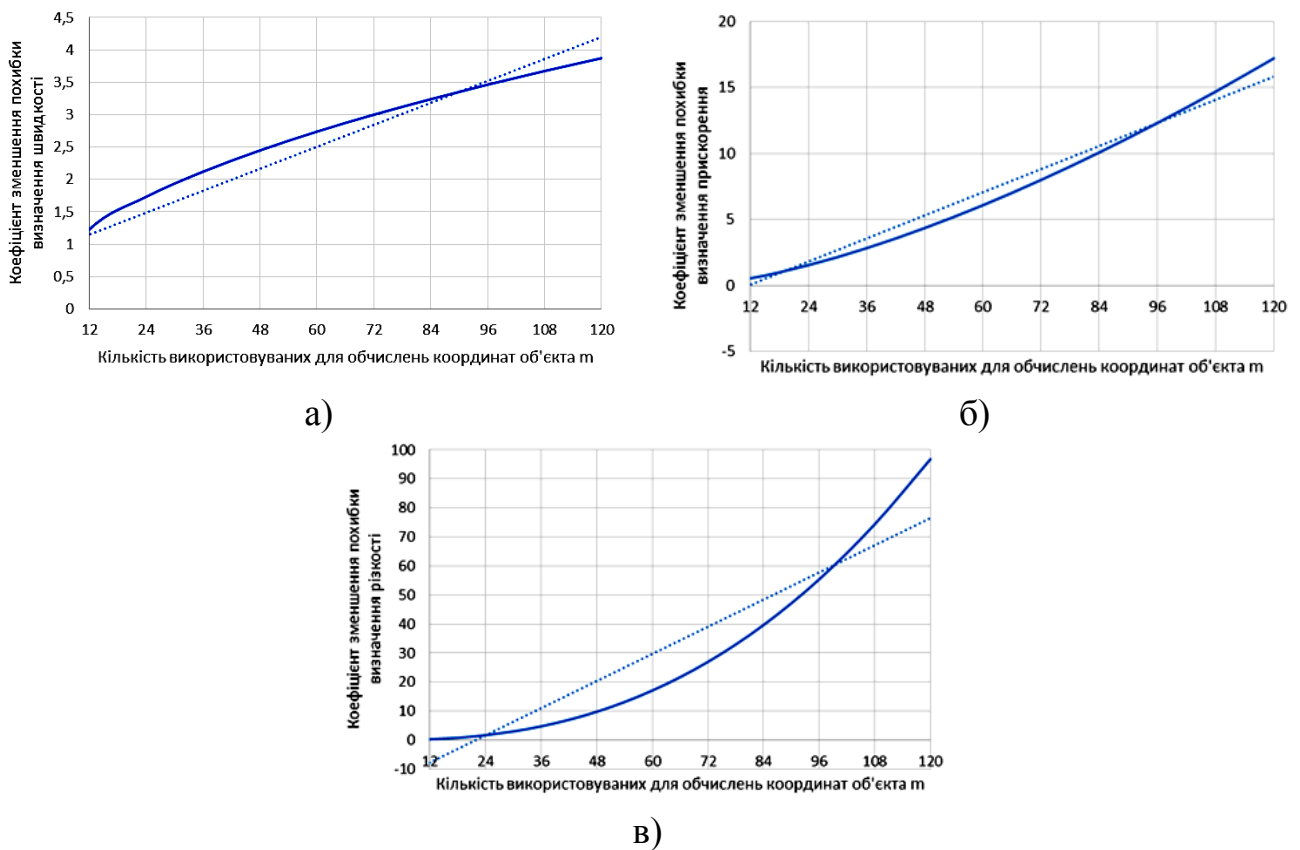 4,5
4
3,5
3
2,5
2
1,5
1
0,5
0
Коефіцієнт зменшення похибки
визначення швидкості
12 24 36 48 60 72 84 96 108 120
Кількість використовуваних для обчислень координат об'єкта m
а)
20
15
10
5
0
-5
Коефіцієнт зменшення похибки
визначення прискорення
12 24 36 48 60 72 84 96 108 120
Кількість використовуваних для обчислень координат об'єкта m
б)
100
90
80
70
60
50
40
30
20
10
0
-10
Коефіцієнт зменшення похибки
визначення різкості
12 24 36 48 60 72 84 96 108 120
Кількість використовуваних для обчислень координат об'єкта m
в)